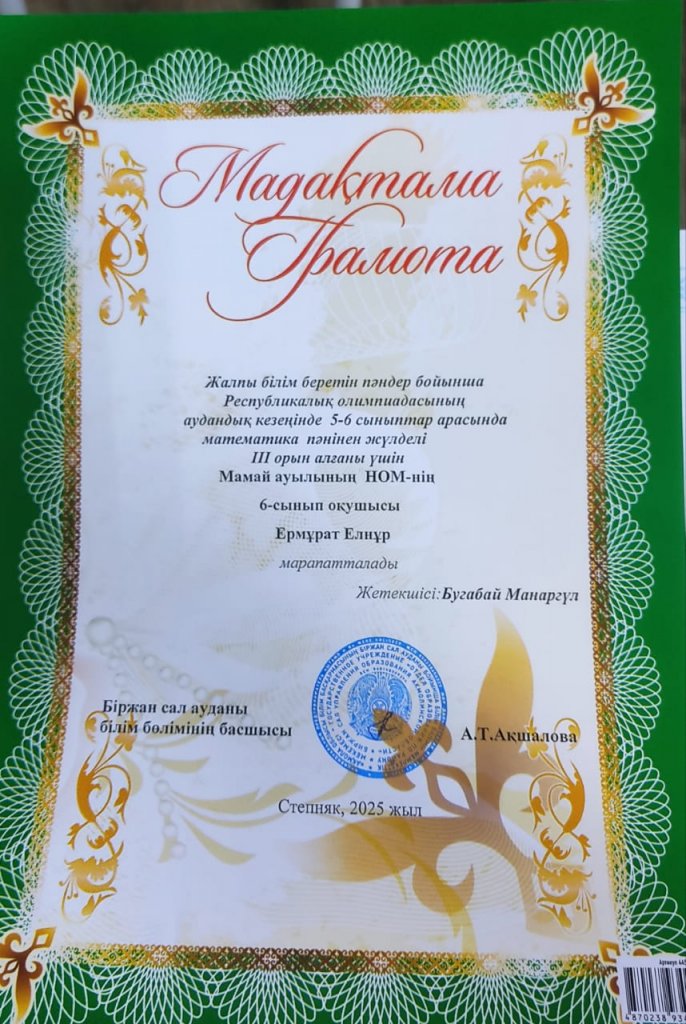 Мадақтама
Грамота
Жалпы білім беретін пәндер бойынша
Республикалық олимпиадасының
аудандық кезеңінде 5-6 сыныптар арасында
математика пәнінен жүлделі
III орын алғаны үшін
Мамай ауылының НОМ-нің
6-сынып оқушысы
Ермұрат Елнұр
марапатталады
Жетекшісі:Бугабай Манаргүл
Біржан сал ауданы
білім бөлімінің басшысы
А.Т.Ақшалова
Степняк, 2025 жыл